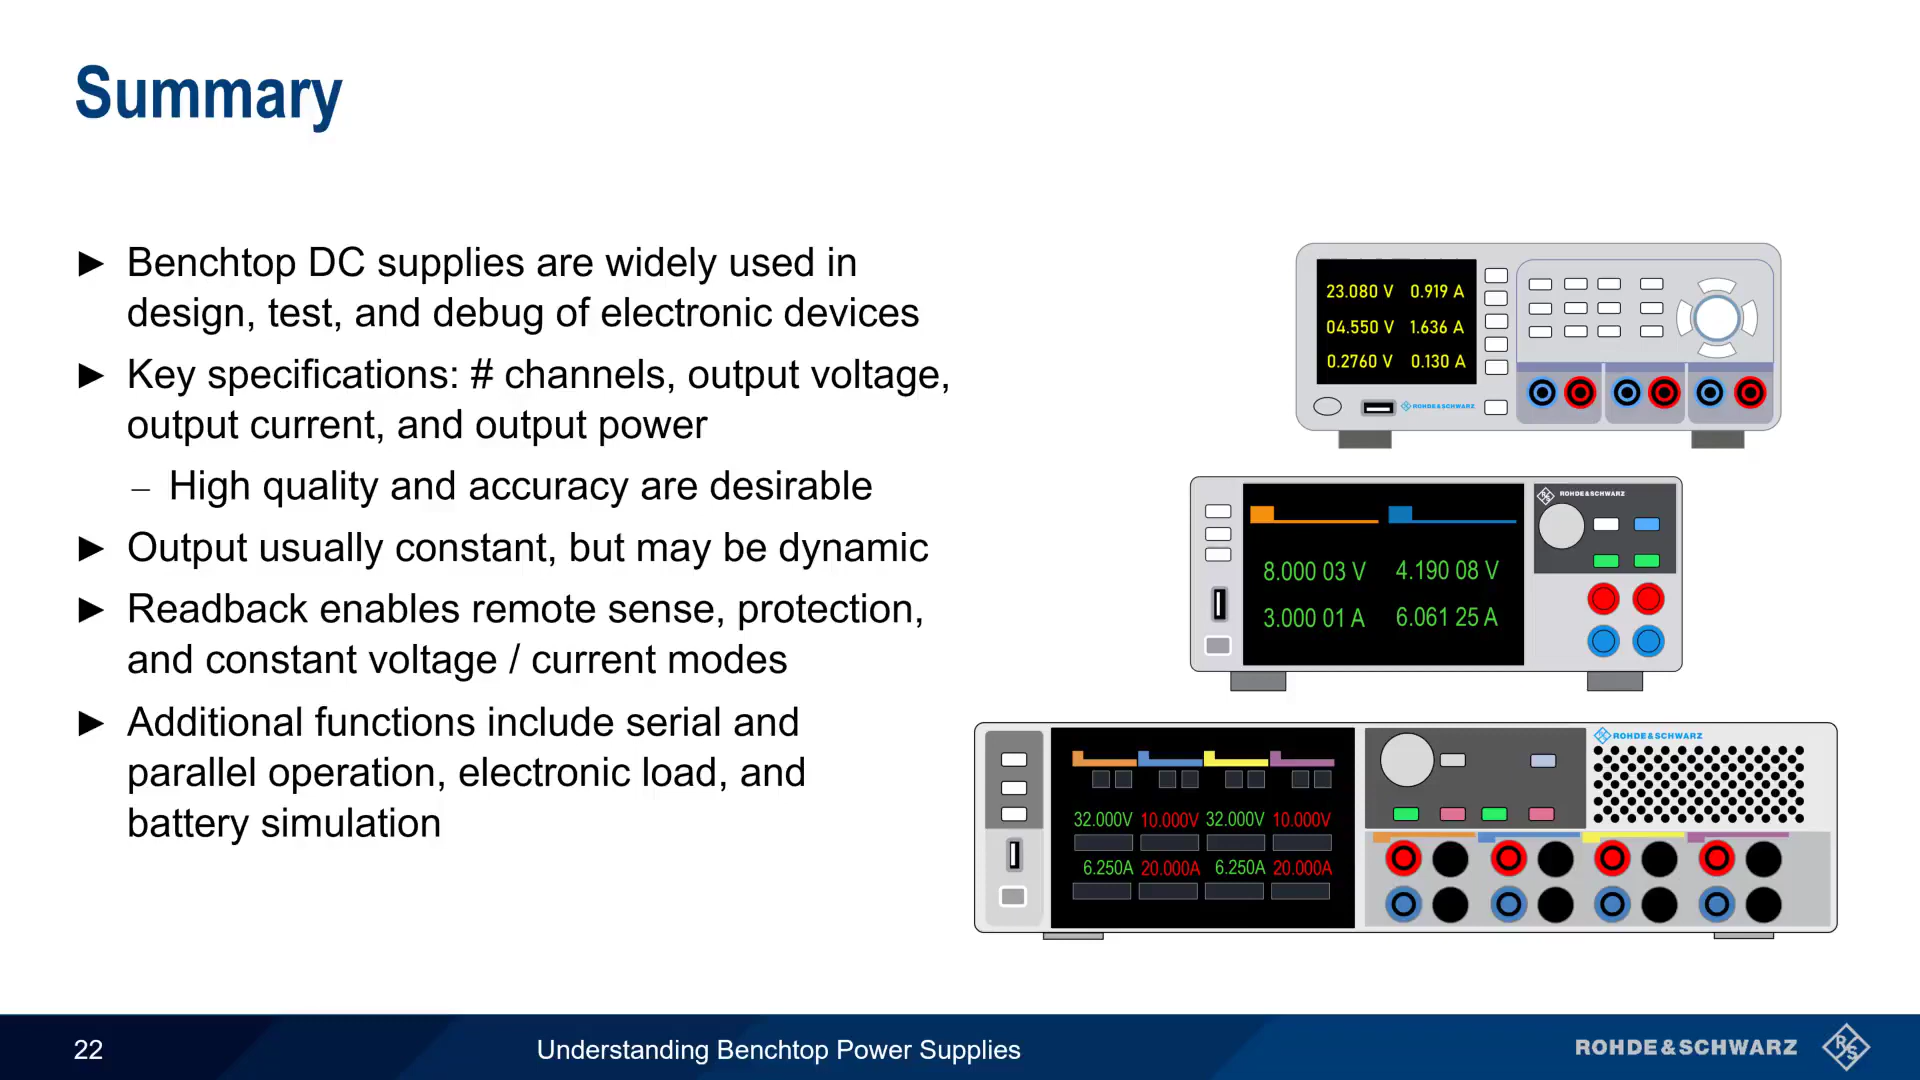 Summary
► Benchtop DC supplies are widely used in
design, test, and debug of electronic devices
► Key specifications: # channels, output voltage,
output current, and output power
– High quality and accuracy are desirable
► Output usually constant, but may be dynamic
► Readback enables remote sense, protection,
and constant voltage / current modes
► Additional functions include serial and
parallel operation, electronic load, and
battery simulation
23.080 V 0.919 A
04.550 V 1.636 A
0.2760 V 0.130 A
ROHDE&SCHWARZ
ROHDE&SCHWARZ
8.000 03 V 4.190 08 V
3.000 01 A 6.061 25 A
ROHDE&SCHWARZ
32.000V 10.000V 32.000V 10.000V
6.250A 20.000A 6.250A 20.000A
22
Understanding Benchtop Power Supplies
ROHDE&SCHWARZ
R&S